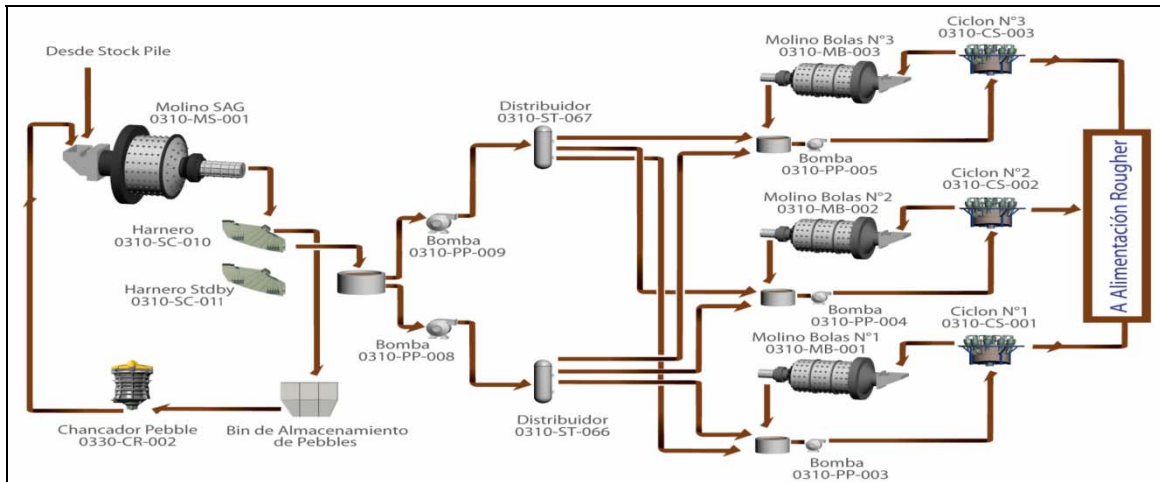 Desde Stock Pile
Molino SAG
0310-MS-001
Harnero
0310-SC-010
Harnero Stdby
0310-SC-011
Chancador Pebble
0330-CR-002
Bin de Almacenamiento
de Pebbles
Bomba
0310-PP-009
Bomba
0310-PP-008
Distribuidor
0310-ST-067
Distribuidor
0310-ST-066
Molino Bolas N°3
0310-MB-003
Ciclon N°3
0310-CS-003
Bomba
0310-PP-005
Molino Bolas N°2
0310-MB-002
Ciclon N°2
0310-CS-002
Bomba
0310-PP-004
Molino Bolas N°1
0310-MB-001
Ciclon N°1
0310-CS-001
Bomba
0310-PP-003
A Alimentación Rougher